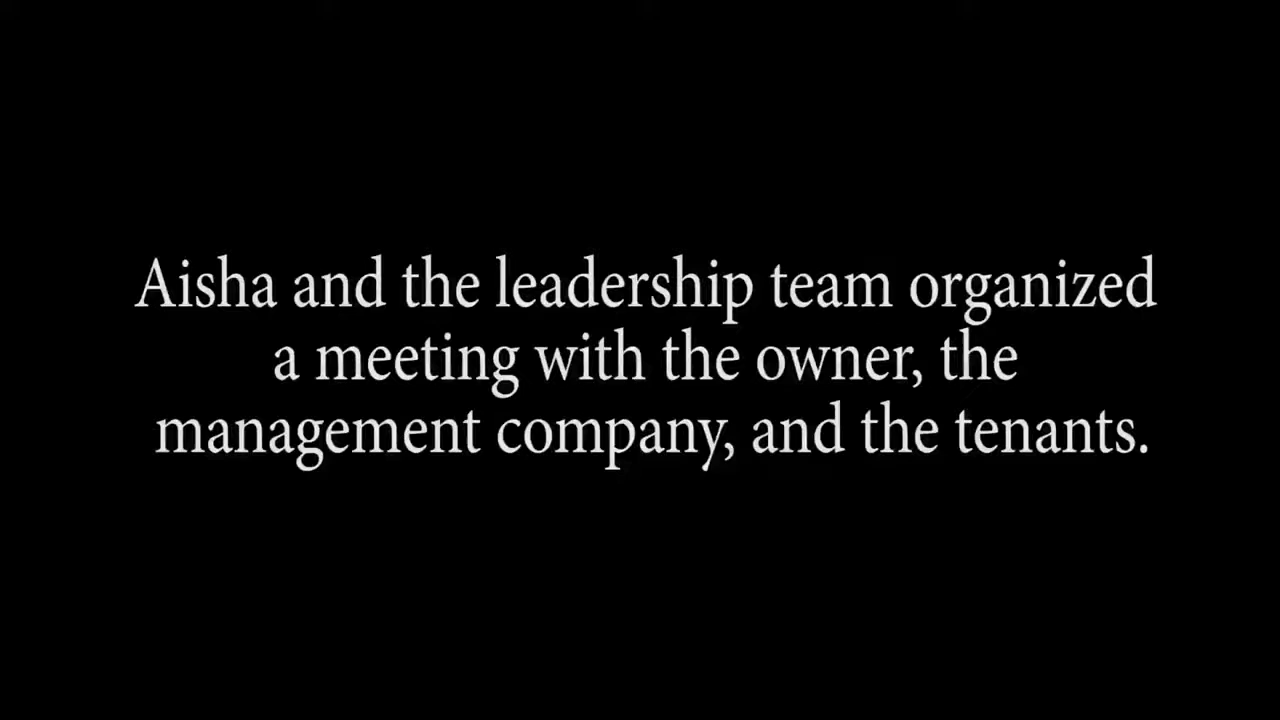 Aisha and the leadership team organized
a meeting with the owner, the
management company, and the tenants.